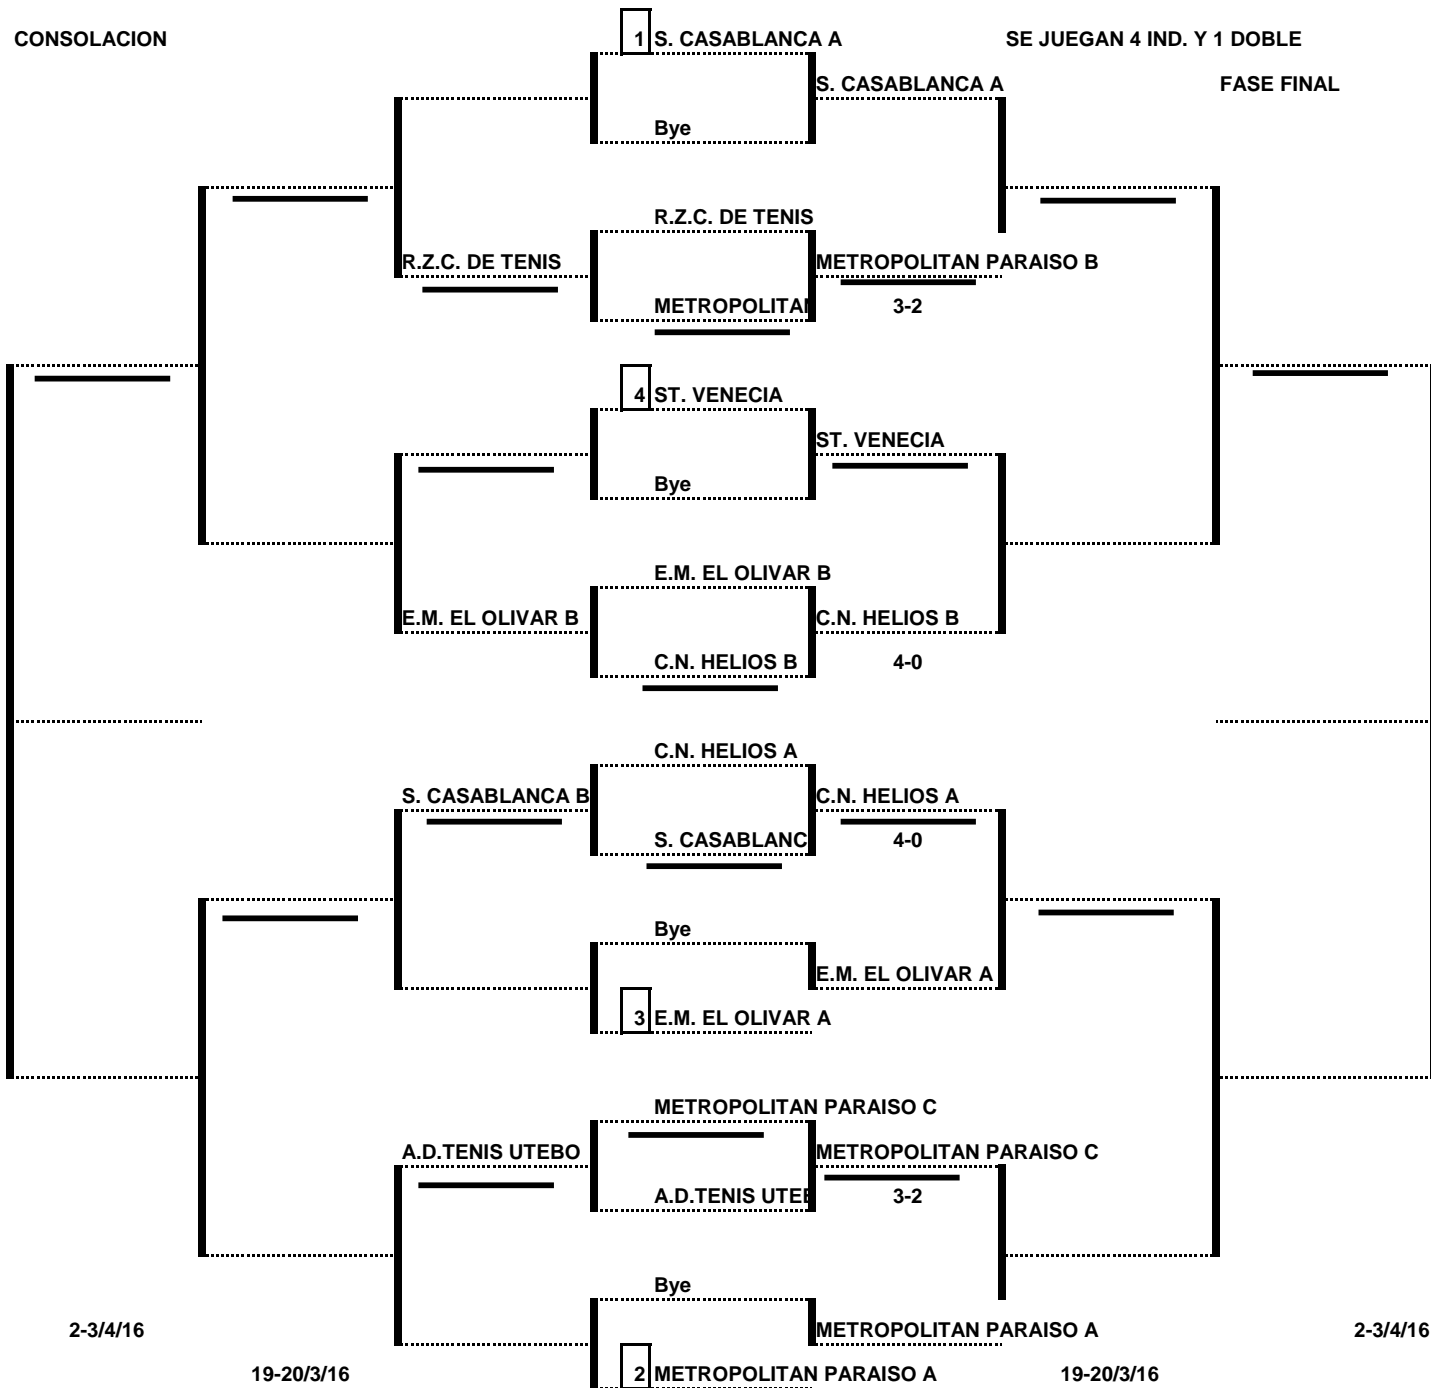 CONSOLACION
1 S. CASABLANCA A
SE JUEGAN 4 IND. Y 1 DOBLE
S. CASABLANCA A
FASE FINAL
Bye
R.Z.C. DE TENIS
R.Z.C. DE TENIS
METROPOLITAN PARAISO B
METROPOLITAN
3-2
4 ST. VENECIA
ST. VENECIA
Bye
E.M. EL OLIVAR B
E.M. EL OLIVAR B
C.N. HELIOS B
C.N. HELIOS B
4-0
C.N. HELIOS A
S. CASABLANCA B
C.N. HELIOS A
S. CASABLANC
4-0
Bye
E.M. EL OLIVAR A
3 E.M. EL OLIVAR A
METROPOLITAN PARAISO C
A.D.TENIS UTEBO
METROPOLITAN PARAISO C
A.D.TENIS UTEB
3-2
Bye
2-3/4/16
METROPOLITAN PARAISO A
2-3/4/16
19-20/3/16
2 METROPOLITAN PARAISO A
19-20/3/16